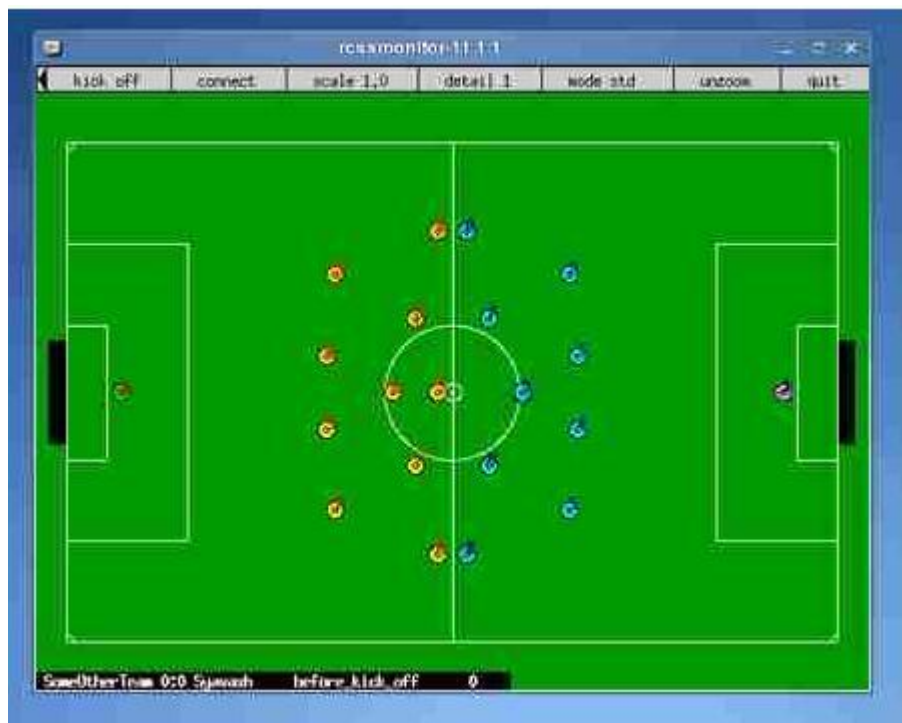 rcssmonitor-11.1.1
kick off connect scale 1.0 detail 1 mode std unzoom quit
SomeOtherTeam 0:0 Syavash before_kick_off 0